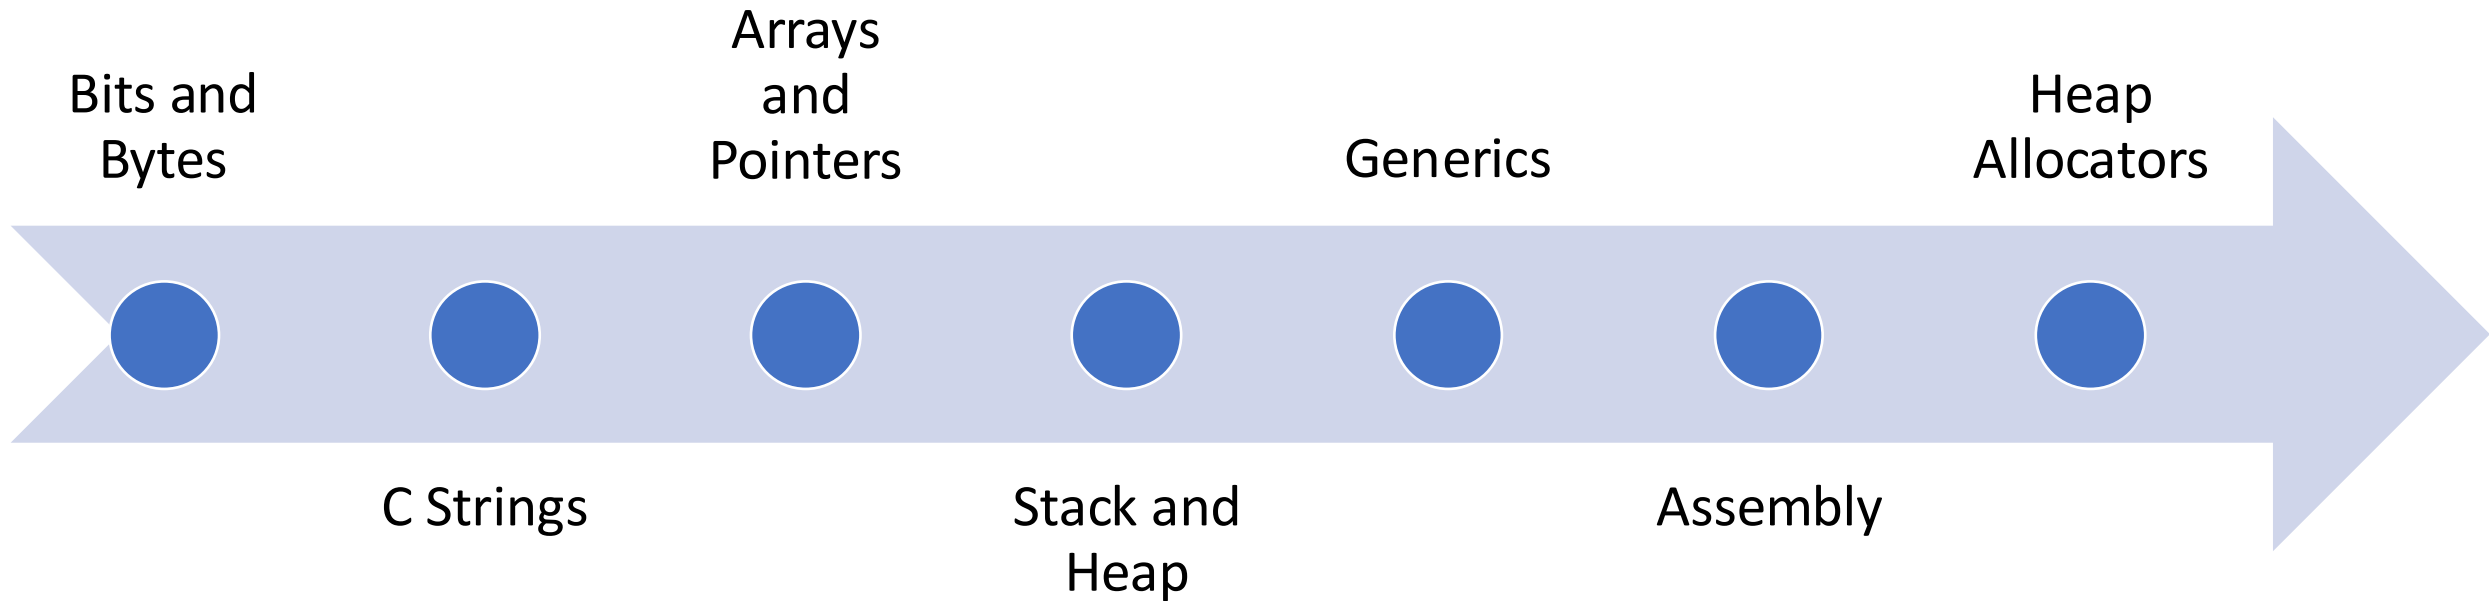 Bits and
Bytes
C Strings
Arrays
and
Pointers
Stack and
Heap
Generics
Assembly
Heap
Allocators